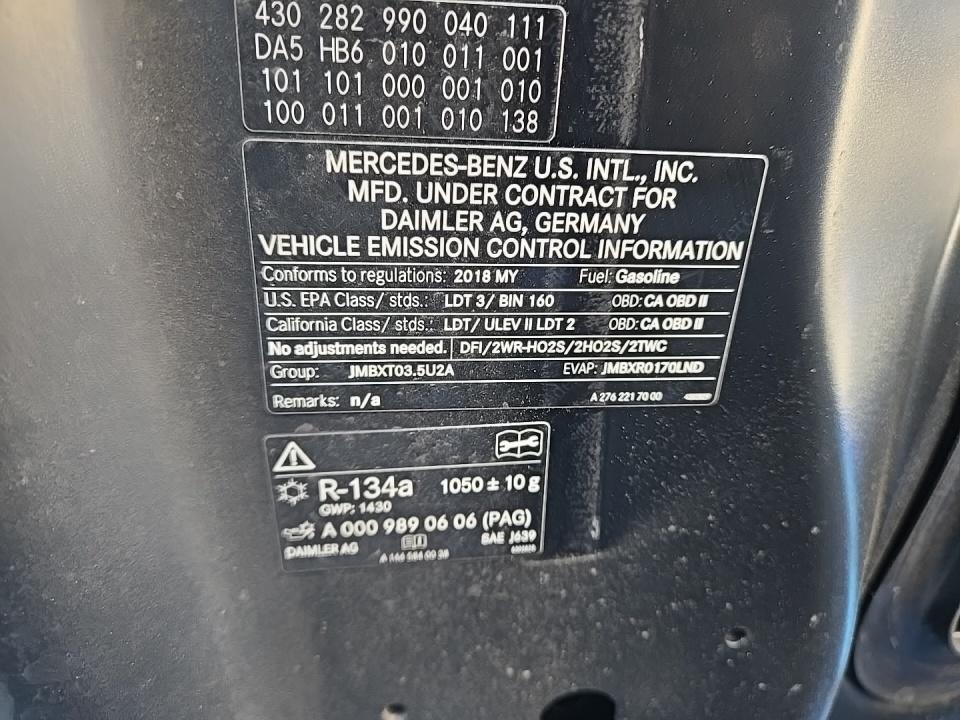 430 282 990 040 111
DA5 HB6 010 011 001
101 101 000 001 010
100 011 001 010 138
MERCEDES-BENZ U.S. INTL., INC.
MFD. UNDER CONTRACT FOR
DAIMLER AG, GERMANY
VEHICLE EMISSION CONTROL INFORMATION
Conforms to regulations: 2018 MY Fuel: Gasoline
U.S. EPA Class/ stds.: LDT 3/ BIN 160 OBD: CA OBD II
California Class/ stds.: LDT/ ULEV II LDT 2 OBD: CA OBD II
No adjustments needed. DFI/2WR-HO2S/2HO2S/2TWC
Group: JMBXT03.5U2A EVAP: JMBXR0170LND
Remarks: n/a A 276 221 70 00
R-134a 1050 ± 10 g
GWP: 1430
A 000 989 06 06 (PAG)
DAIMLER AG SAE J639